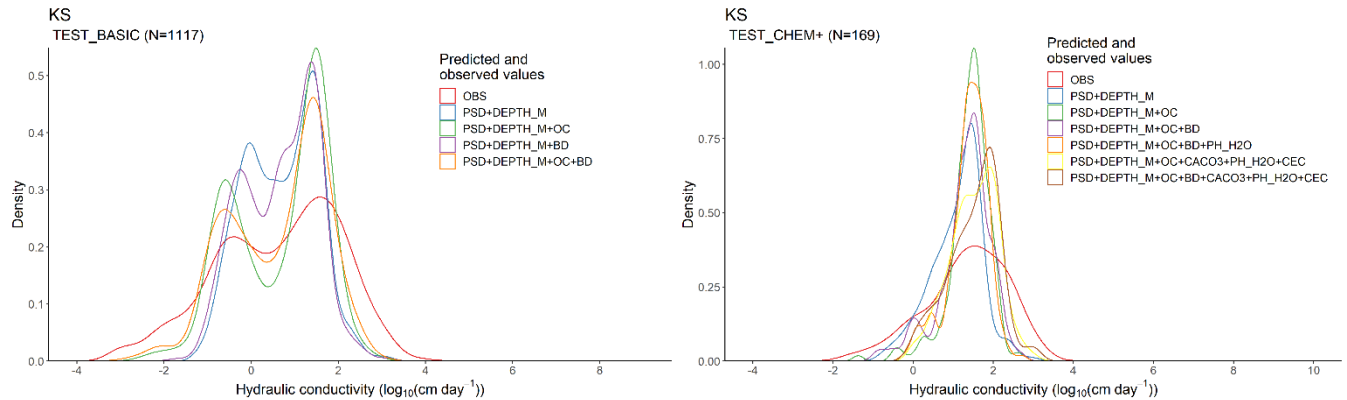 KS
TEST_BASIC (N=1117)
Predicted and
observed values
OBS
PSD+DEPTH_M
PSD+DEPTH_M+OC
PSD+DEPTH_M+BD
PSD+DEPTH_M+OC+BD
Density
0.5
0.4
0.3
0.2
0.1
0.0
-4
-2
0
2
4
6
8
Hydraulic conductivity (log10(cm day⁻¹))
KS
TEST_CHEM+ (N=169)
Predicted and
observed values
OBS
PSD+DEPTH_M
PSD+DEPTH_M+OC
PSD+DEPTH_M+OC+BD
PSD+DEPTH_M+OC+BD+PH_H2O
PSD+DEPTH_M+OC+CACO3+PH_H2O+CEC
PSD+DEPTH_M+OC+BD+CACO3+PH_H2O+CEC
Density
1.00
0.75
0.50
0.25
0.00
-4
-2
0
2
4
6
8
10
Hydraulic conductivity (log10(cm day⁻¹))